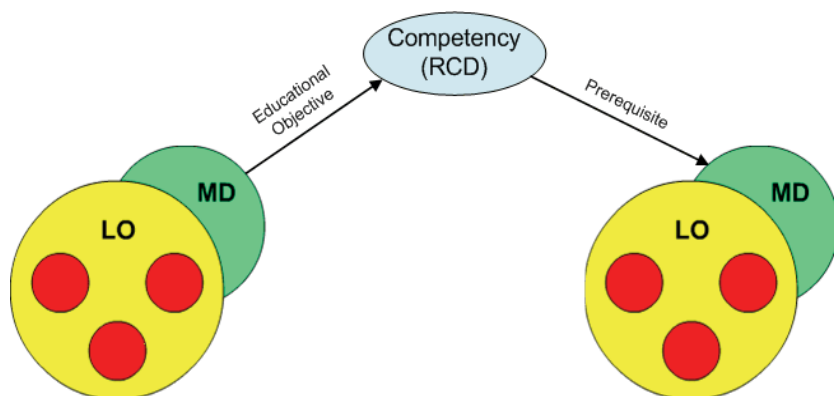 Competency
(RCD)
Educational
Objective
Prerequisite
MD
LO
MD
LO